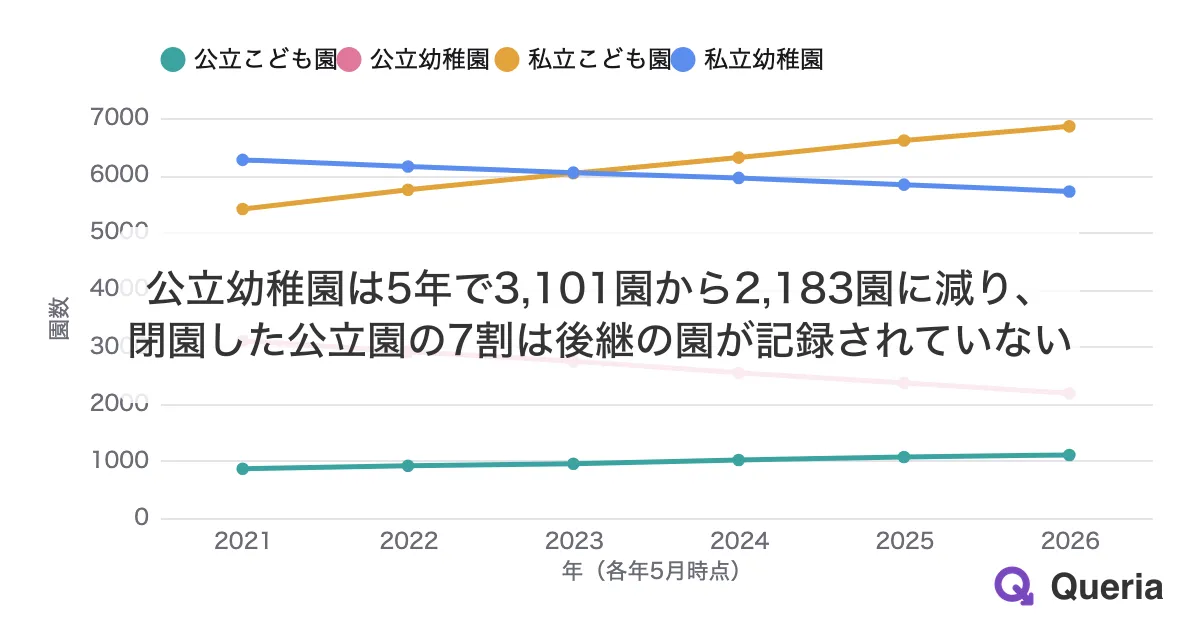 公立こども園 公立幼稚園 私立こども園 私立幼稚園
7000
6000
5000
公立幼稚園は5年で3,101園から2,183園に減り、
閉園した公立園の7割は後継の園が記録されていない
4000
3000
2000
1000
0
園数
2021 2022 2023 2024 2025 2026
年（各年5月時点）
Queria